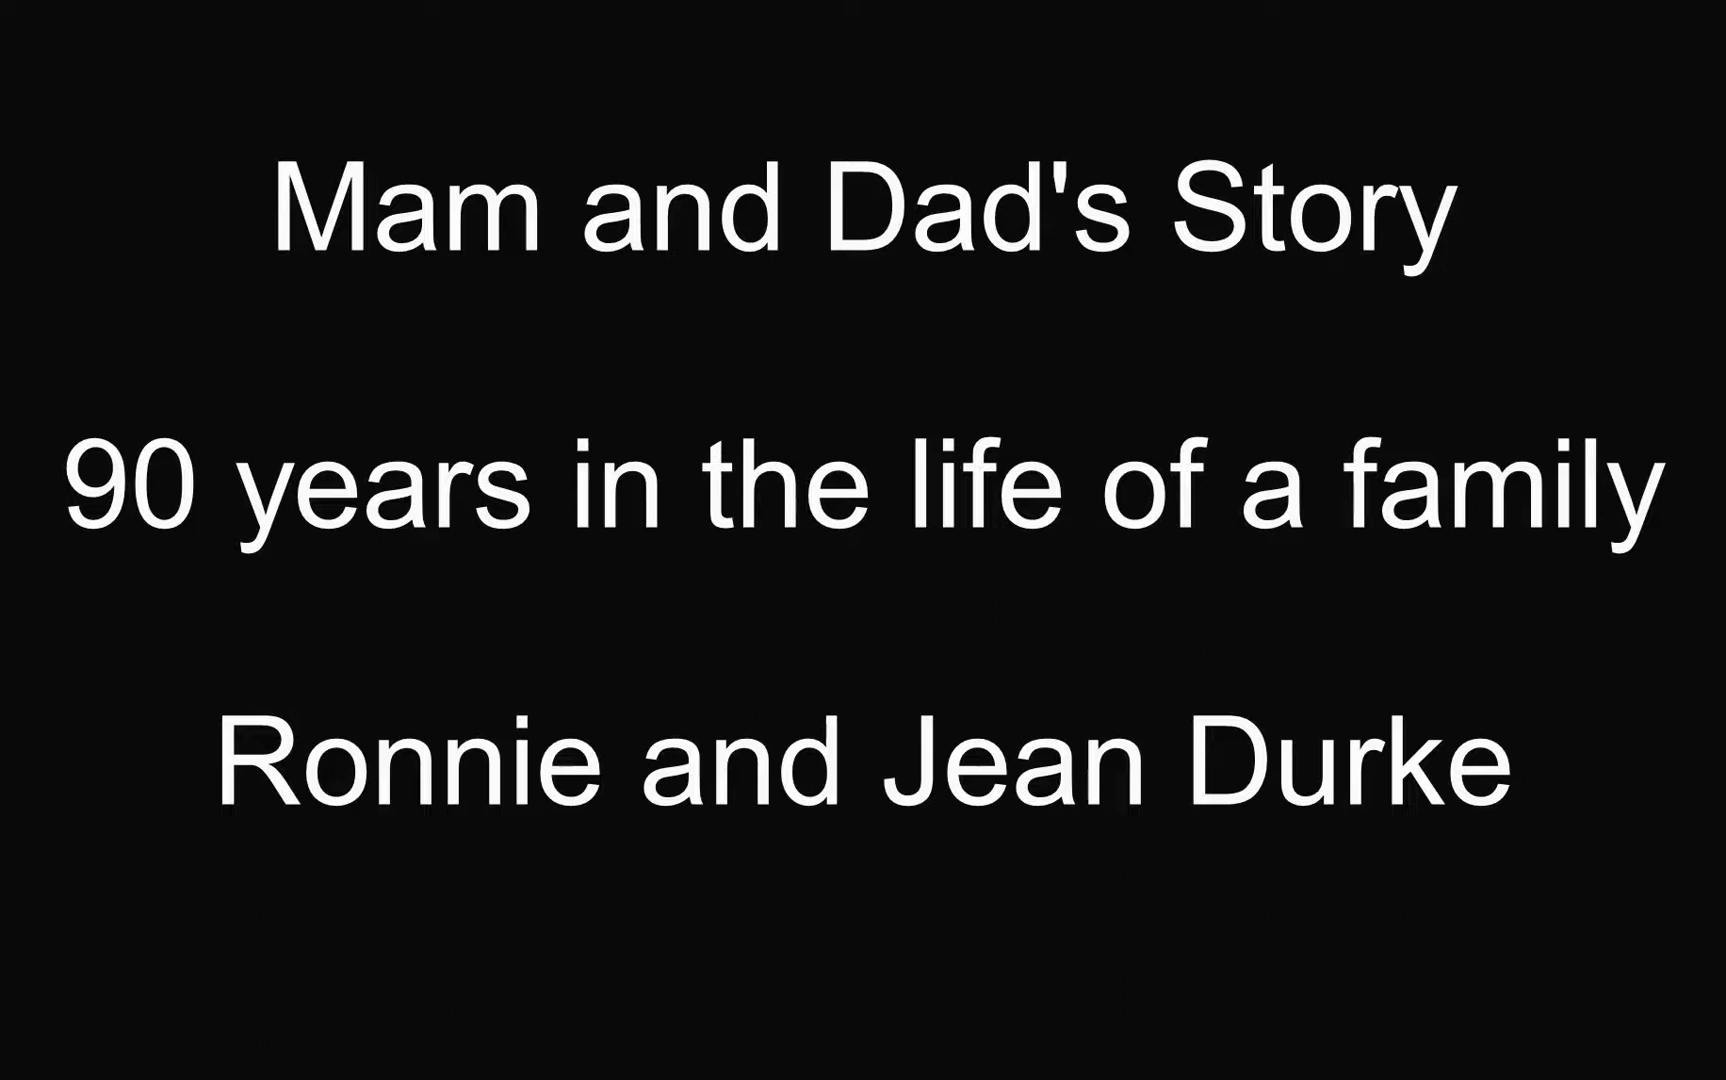 Mam and Dad's Story
90 years in the life of a family
Ronnie and Jean Durke